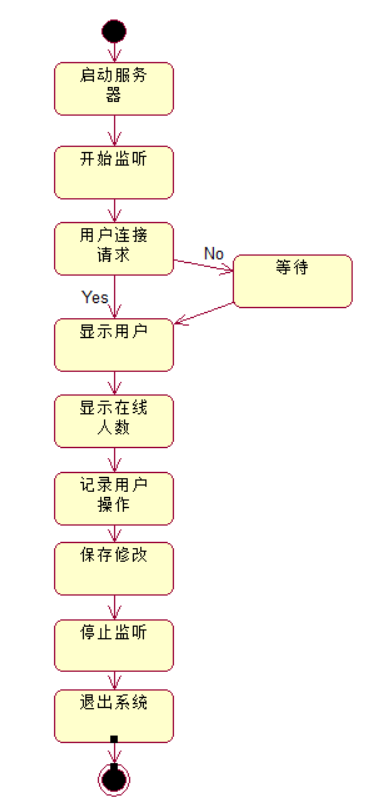 启动服务
器
开始监听
用户连接
请求
No
等待
Yes
显示用户
显示在线
人数
记录用户
操作
保存修改
停止监听
退出系统